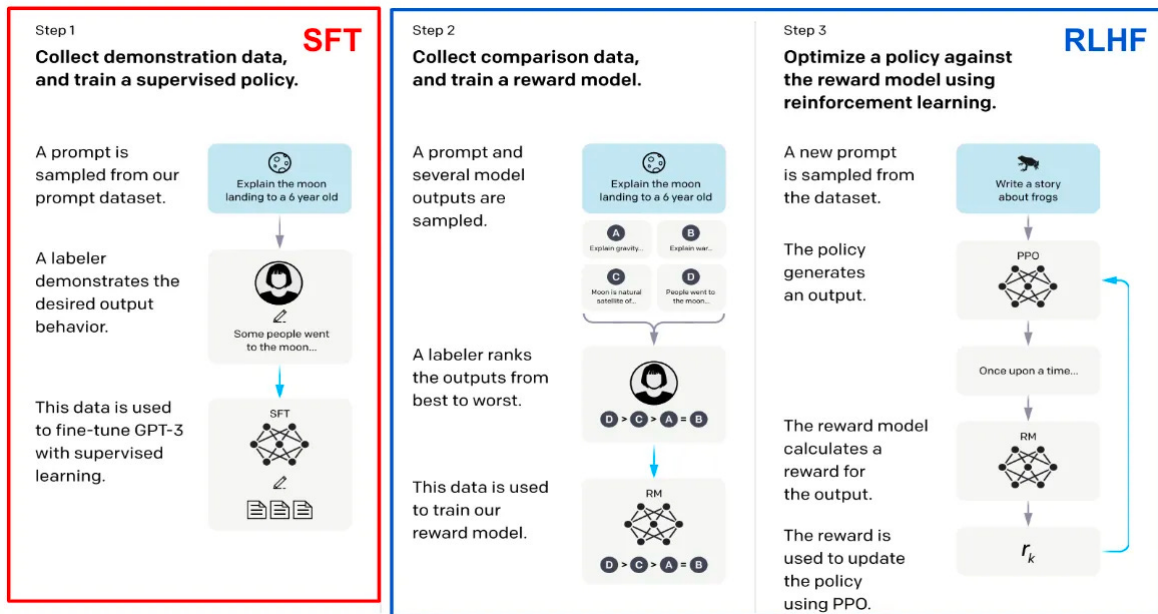 Step 1
SFT
Collect demonstration data,
and train a supervised policy.
A prompt is
sampled from our
prompt dataset.
Explain the moon
landing to a 6 year old
A labeler
demonstrates the
desired output
behavior.
Some people went
to the moon...
This data is used
to fine-tune GPT-3
with supervised
learning.
SFT
Step 2
Collect comparison data,
and train a reward model.
A prompt and
several model
outputs are
sampled.
Explain the moon
landing to a 6 year old
A
Explain gravity...
B
Explain war...
C
Moon is natural
satellite of...
D
People went to
the moon...
A labeler ranks
the outputs from
best to worst.
D > C > A = B
This data is used
to train our
reward model.
RM
D > C > A = B
Step 3
RLHF
Optimize a policy against
the reward model using
reinforcement learning.
A new prompt
is sampled from
the dataset.
Write a story
about frogs
The policy
generates
an output.
PPO
Once upon a time...
The reward model
calculates a
reward for
the output.
RM
The reward is
used to update
the policy
using PPO.
rk